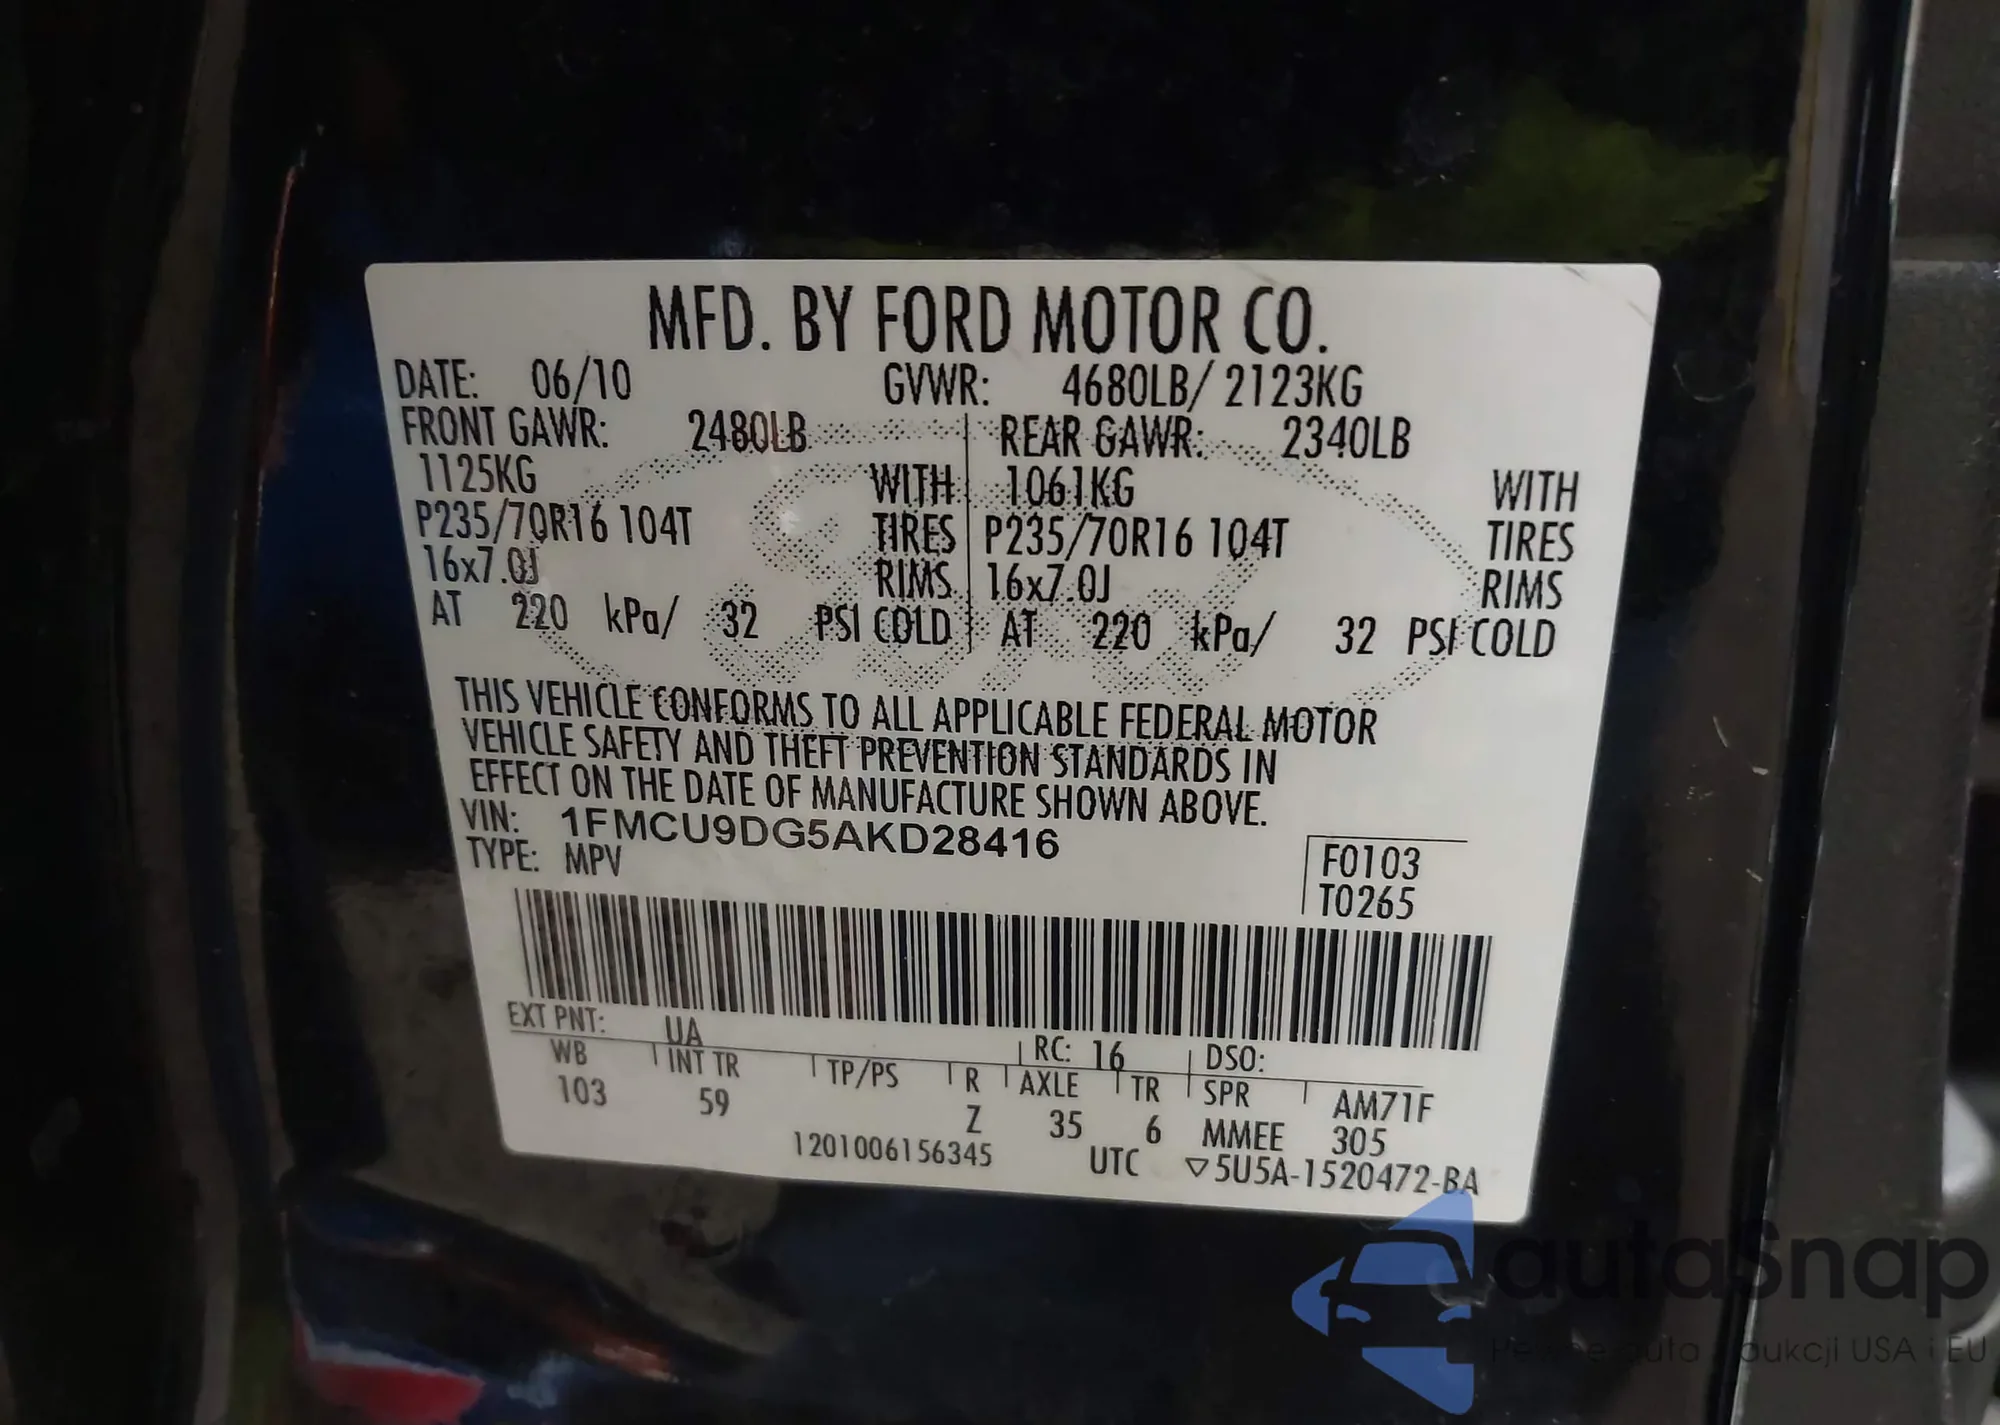 MFD. BY FORD MOTOR CO.
DATE: 06/10 GVWR: 4680LB/ 2123KG
FRONT GAWR: 2480LB REAR GAWR: 2340LB
1125KG WITH 1061KG WITH
P235/70R16 104T TIRES P235/70R16 104T TIRES
16x7.0J RIMS 16x7.0J RIMS
AT 220 kPa/ 32 PSI COLD AT 220 kPa/ 32 PSI COLD
THIS VEHICLE CONFORMS TO ALL APPLICABLE FEDERAL MOTOR
VEHICLE SAFETY AND THEFT PREVENTION STANDARDS IN
EFFECT ON THE DATE OF MANUFACTURE SHOWN ABOVE.
VIN: 1FMCU9DG5AKD28416
TYPE: MPV
F0103
T0265
EXT PNT: UA RC: 16 DSO:
WB INT TR TP/PS R AXLE TR SPR AM71F
103 59 Z 35 6 MMEE 305
1201006156345 UTC ▽5U5A-1520472-BA
autaSnap
auta aukcji USA i EU